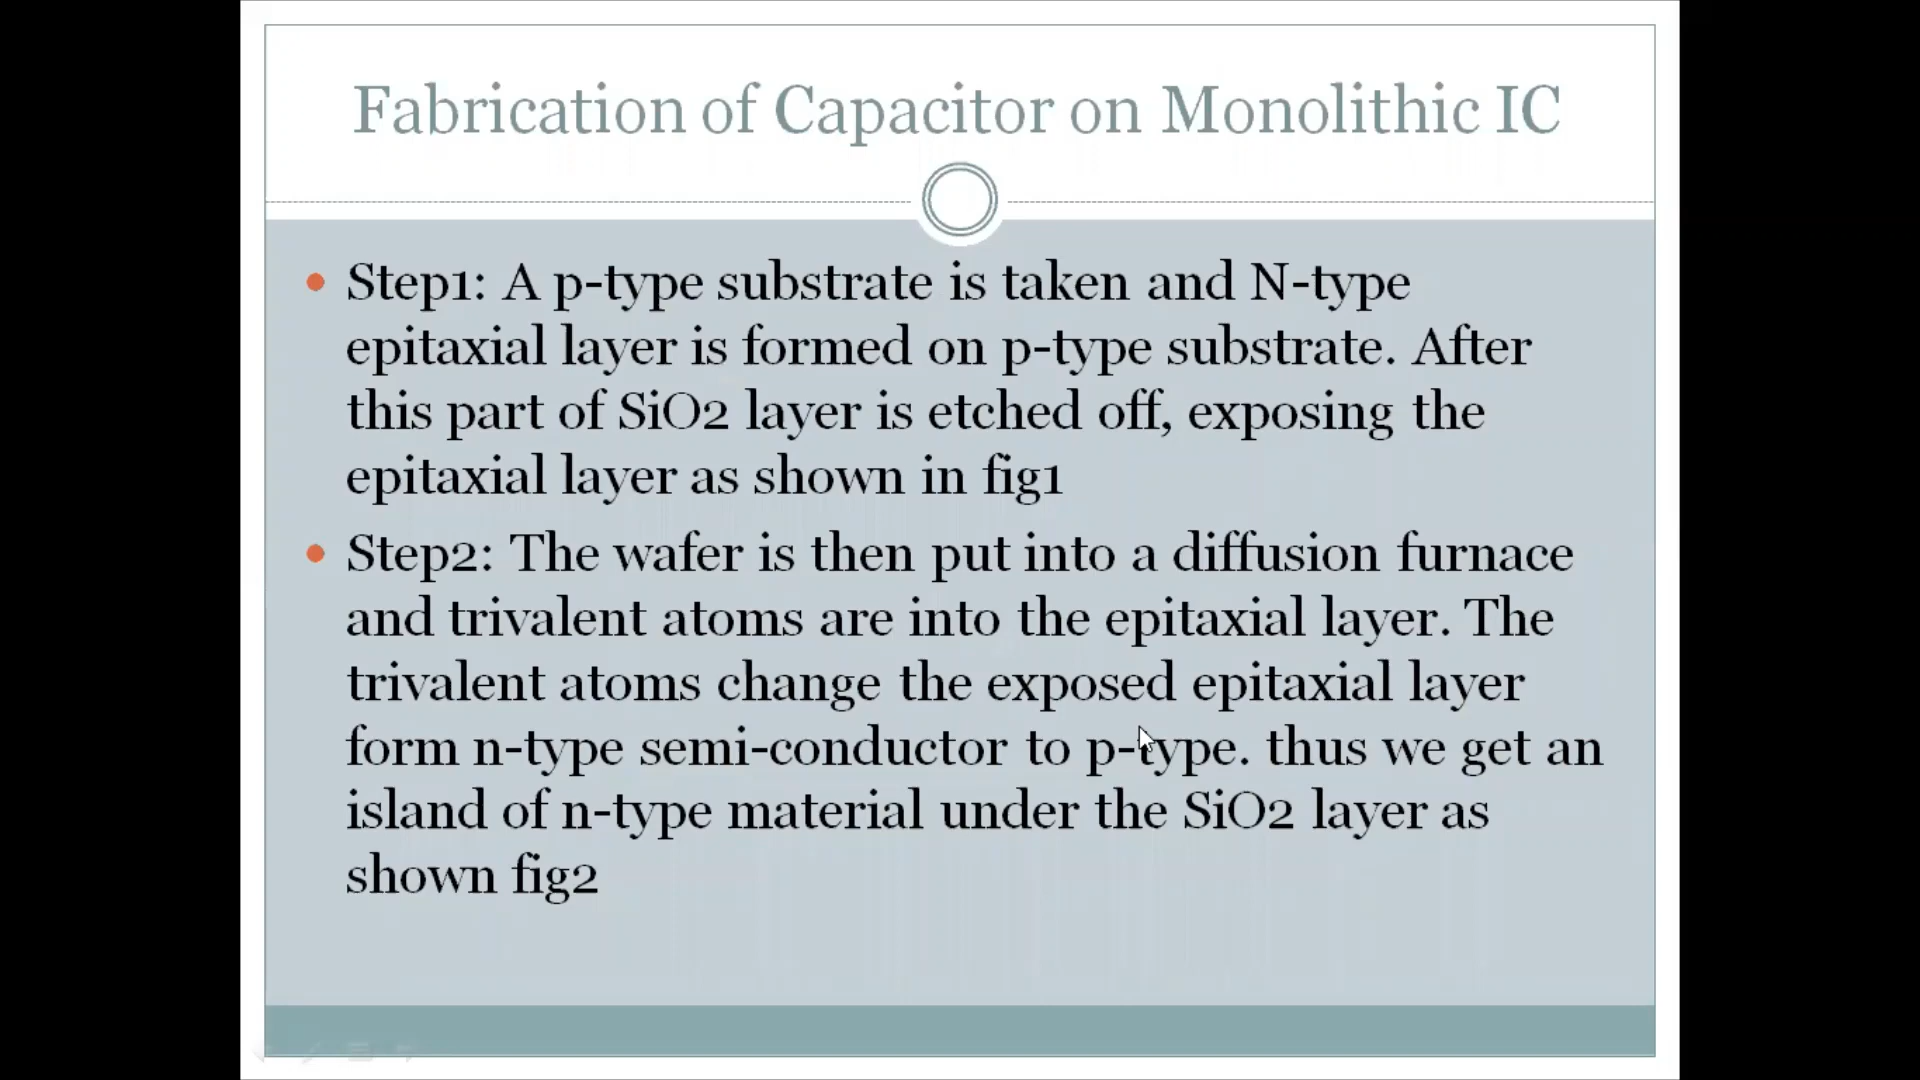 Fabrication of Capacitor on Monolithic IC
• Step1: A p-type substrate is taken and N-type
epitaxial layer is formed on p-type substrate. After
this part of SiO2 layer is etched off, exposing the
epitaxial layer as shown in fig1
• Step2: The wafer is then put into a diffusion furnace
and trivalent atoms are into the epitaxial layer. The
trivalent atoms change the exposed epitaxial layer
form n-type semi-conductor to p-type. thus we get an
island of n-type material under the SiO2 layer as
shown fig2